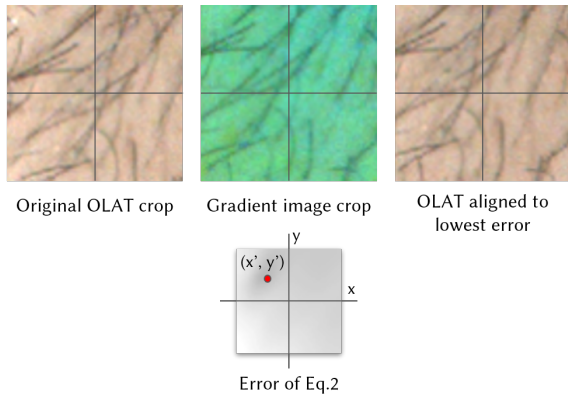 Original OLAT crop
Gradient image crop
OLAT aligned to
lowest error
y
(x', y')
x
Error of Eq.2